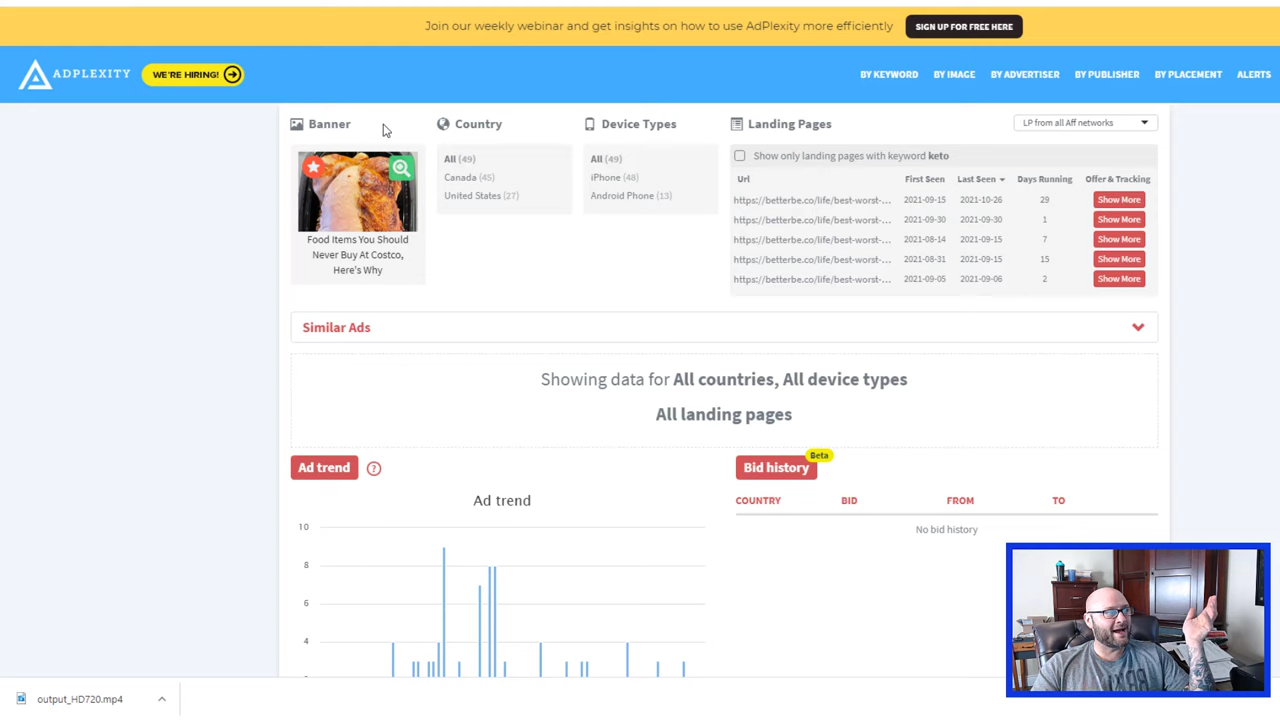 Join our weekly webinar and get insights on how to use AdPlexity more efficiently
SIGN UP FOR FREE HERE
ADPLEXITY
WE'RE HIRING!
BY KEYWORD
BY IMAGE
BY ADVERTISER
BY PUBLISHER
BY PLACEMENT
ALERTS
Banner
Food Items You Should
Never Buy At Costco,
Here's Why
Country
All (49)
Canada (45)
United States (27)
Device Types
All (49)
iPhone (48)
Android Phone (13)
Landing Pages
LP from all Aff networks
Show only landing pages with keyword keto
Url First Seen Last Seen Days Running Offer & Tracking
https://betterbe.co/life/best-worst-... 2021-09-15 2021-10-26 29 Show More
https://betterbe.co/life/best-worst-... 2021-09-30 2021-09-30 1 Show More
https://betterbe.co/life/best-worst-... 2021-08-14 2021-09-15 7 Show More
https://betterbe.co/life/best-worst-... 2021-08-31 2021-09-15 15 Show More
https://betterbe.co/life/best-worst-... 2021-09-05 2021-09-06 2 Show More
Similar Ads
Showing data for All countries, All device types
All landing pages
Ad trend ?
Ad trend
10
8
6
4
Bid history
Beta
COUNTRY BID FROM TO
No bid history
output_HD720.mp4